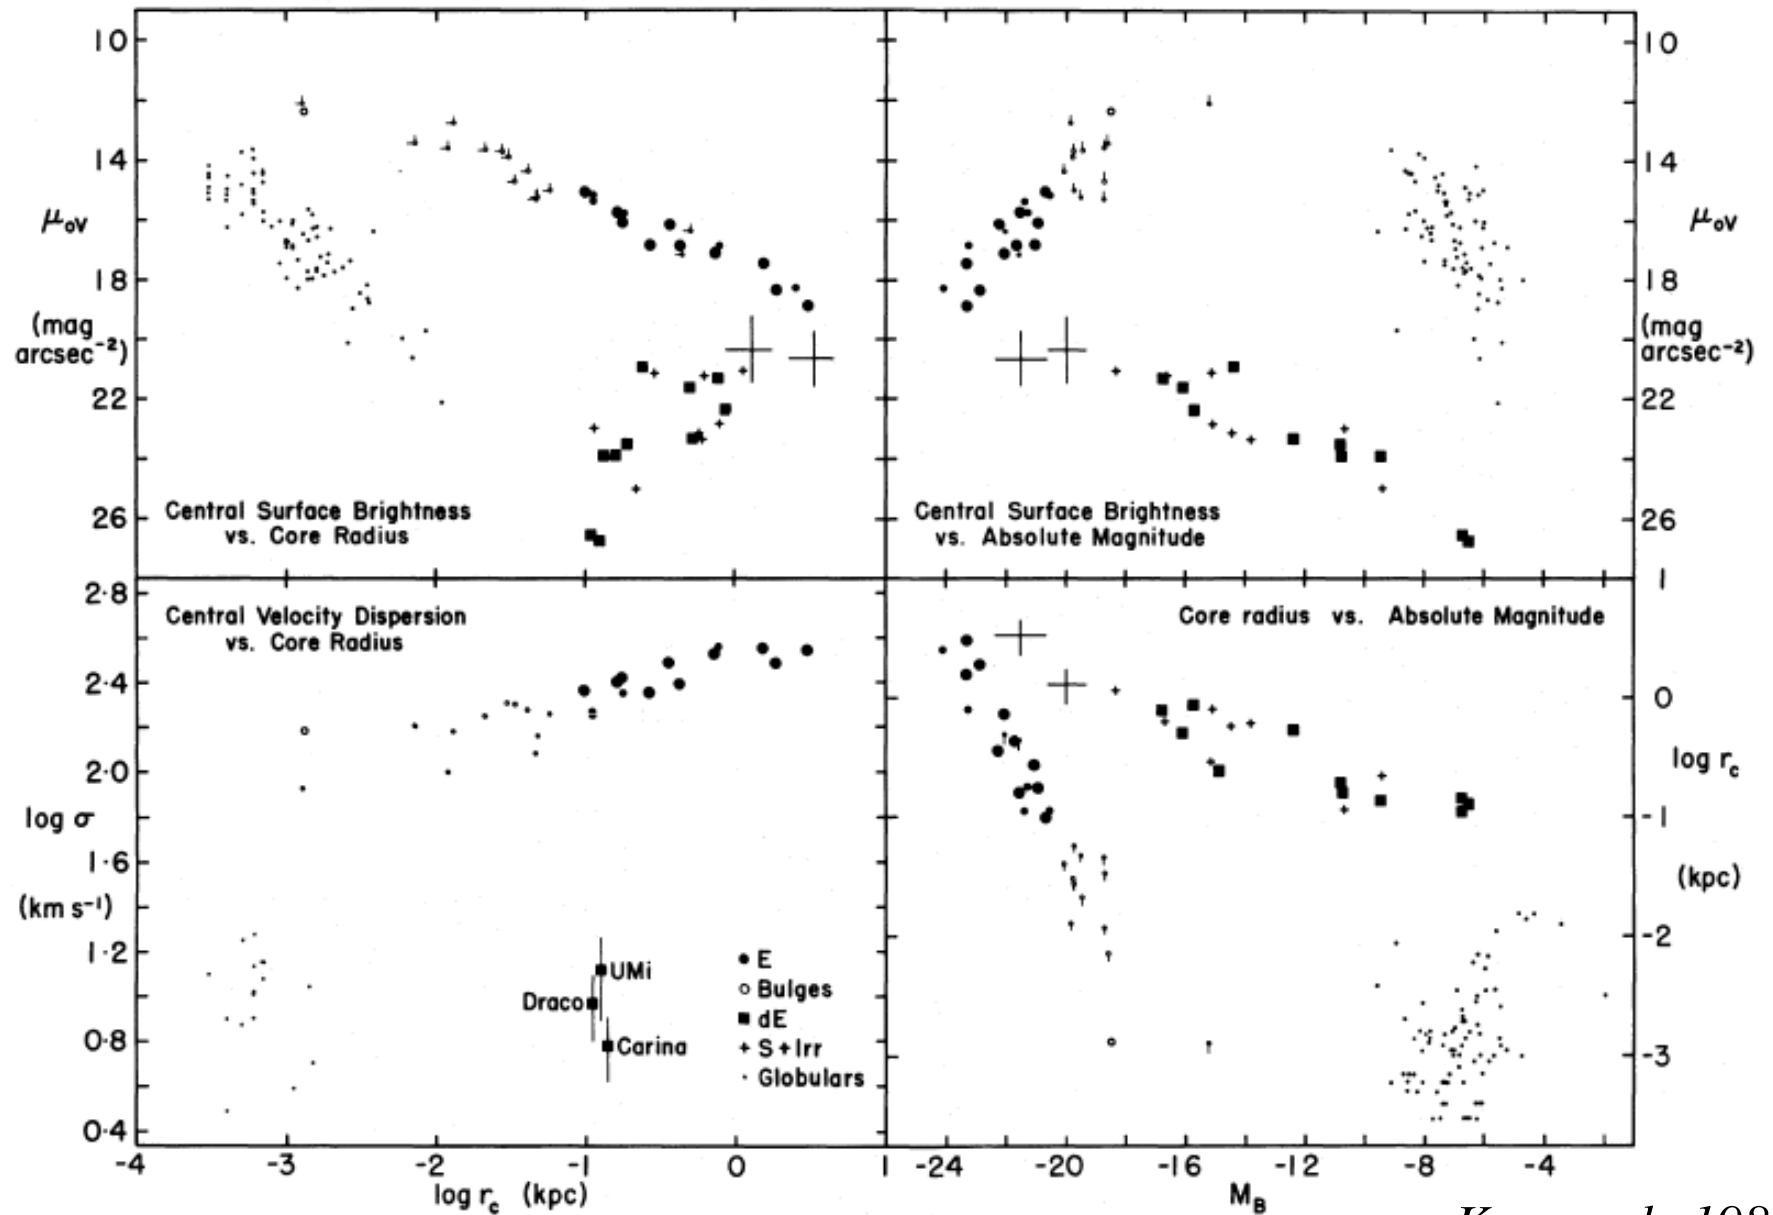 10
14
μoV
18
(mag
arcsec⁻²)
22
26
Central Surface Brightness
vs. Core Radius
10
14
μoV
18
(mag
arcsec⁻²)
22
26
Central Surface Brightness
vs. Absolute Magnitude
2·8
2·4
2·0
log σ
1·6
(km s⁻¹)
1·2
0·8
0·4
Central Velocity Dispersion
vs. Core Radius
UMi
Draco
Carina
E
Bulges
dE
S+Irr
Globulars
Core radius vs. Absolute Magnitude
1
0
log rc
-1
(kpc)
-2
-3
-4 -3 -2 -1 0 1
log rc (kpc)
-24 -20 -16 -12 -8 -4
MB